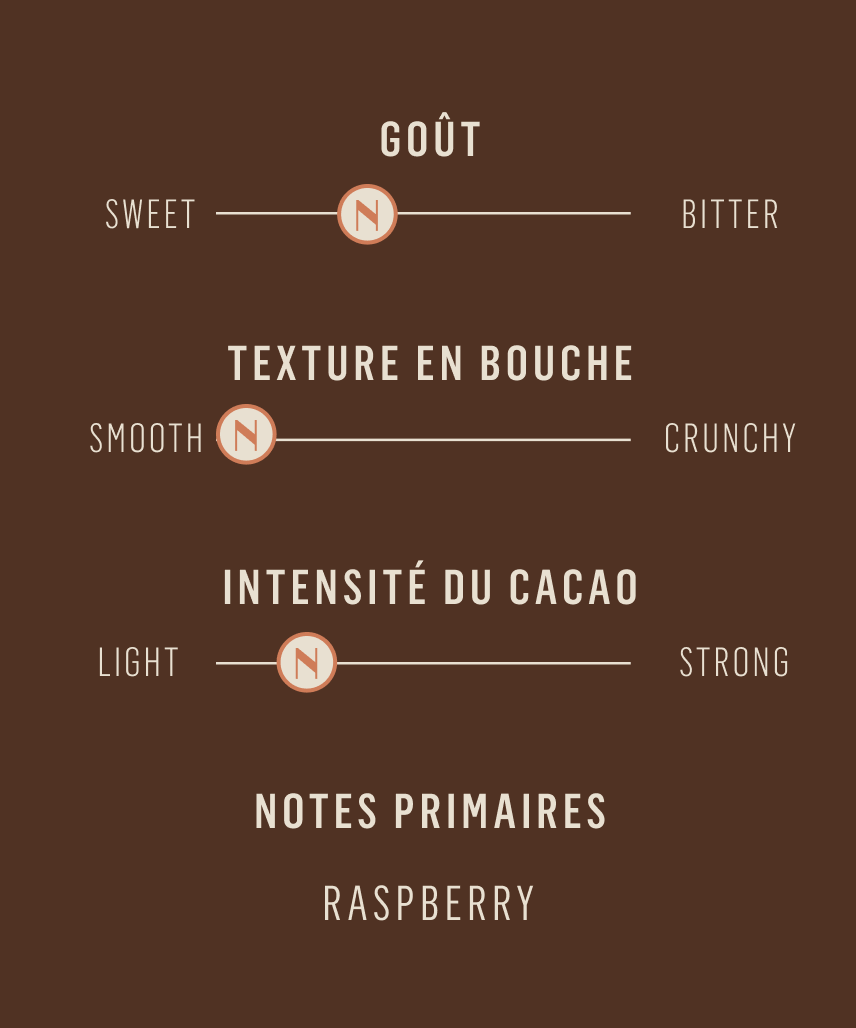 GOÛT
SWEET N BITTER
TEXTURE EN BOUCHE
SMOOTH N CRUNCHY
INTENSITÉ DU CACAO
LIGHT N STRONG
NOTES PRIMAIRES
RASPBERRY